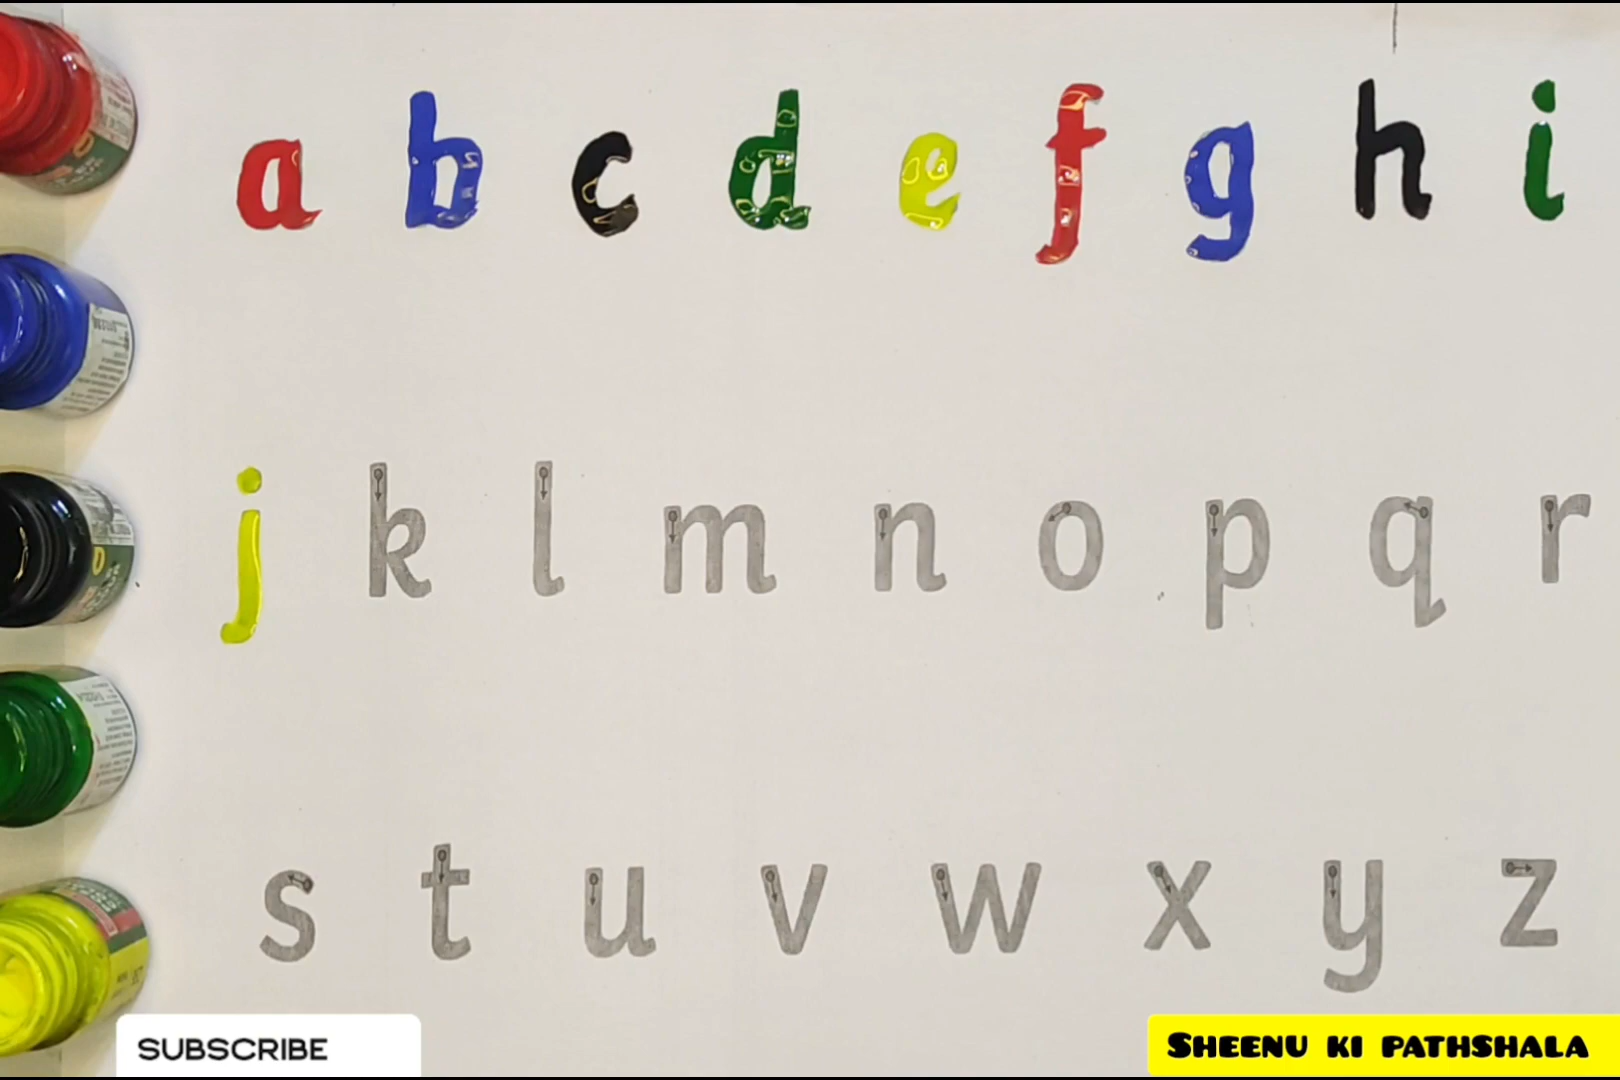 a b c d e f g h i
j k l m n o p q r
s t u v w x y z
SUBSCRIBE
SHEENU KI PATHSHALA